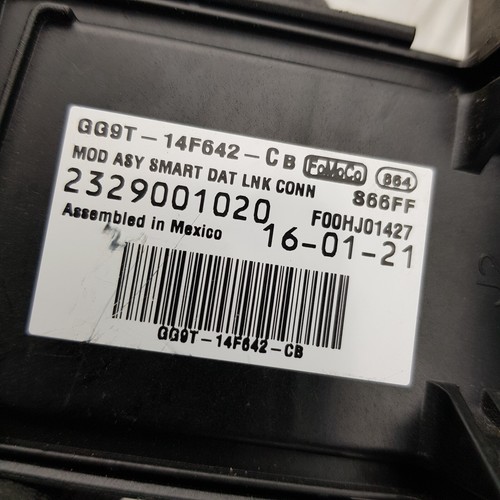 GG9T-14F642-CB FoMoCo 864
MOD ASY SMART DAT LNK CONN 866FF
2329001020 F00HJ01427
Assembled in Mexico 16-01-21
GG9T-14F642-CB